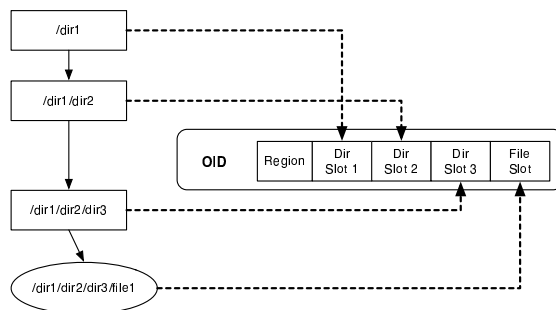 /dir1
/dir1/dir2
OID
Region
Dir
Slot 1
Dir
Slot 2
Dir
Slot 3
File
Slot
/dir1/dir2/dir3
/dir1/dir2/dir3/file1